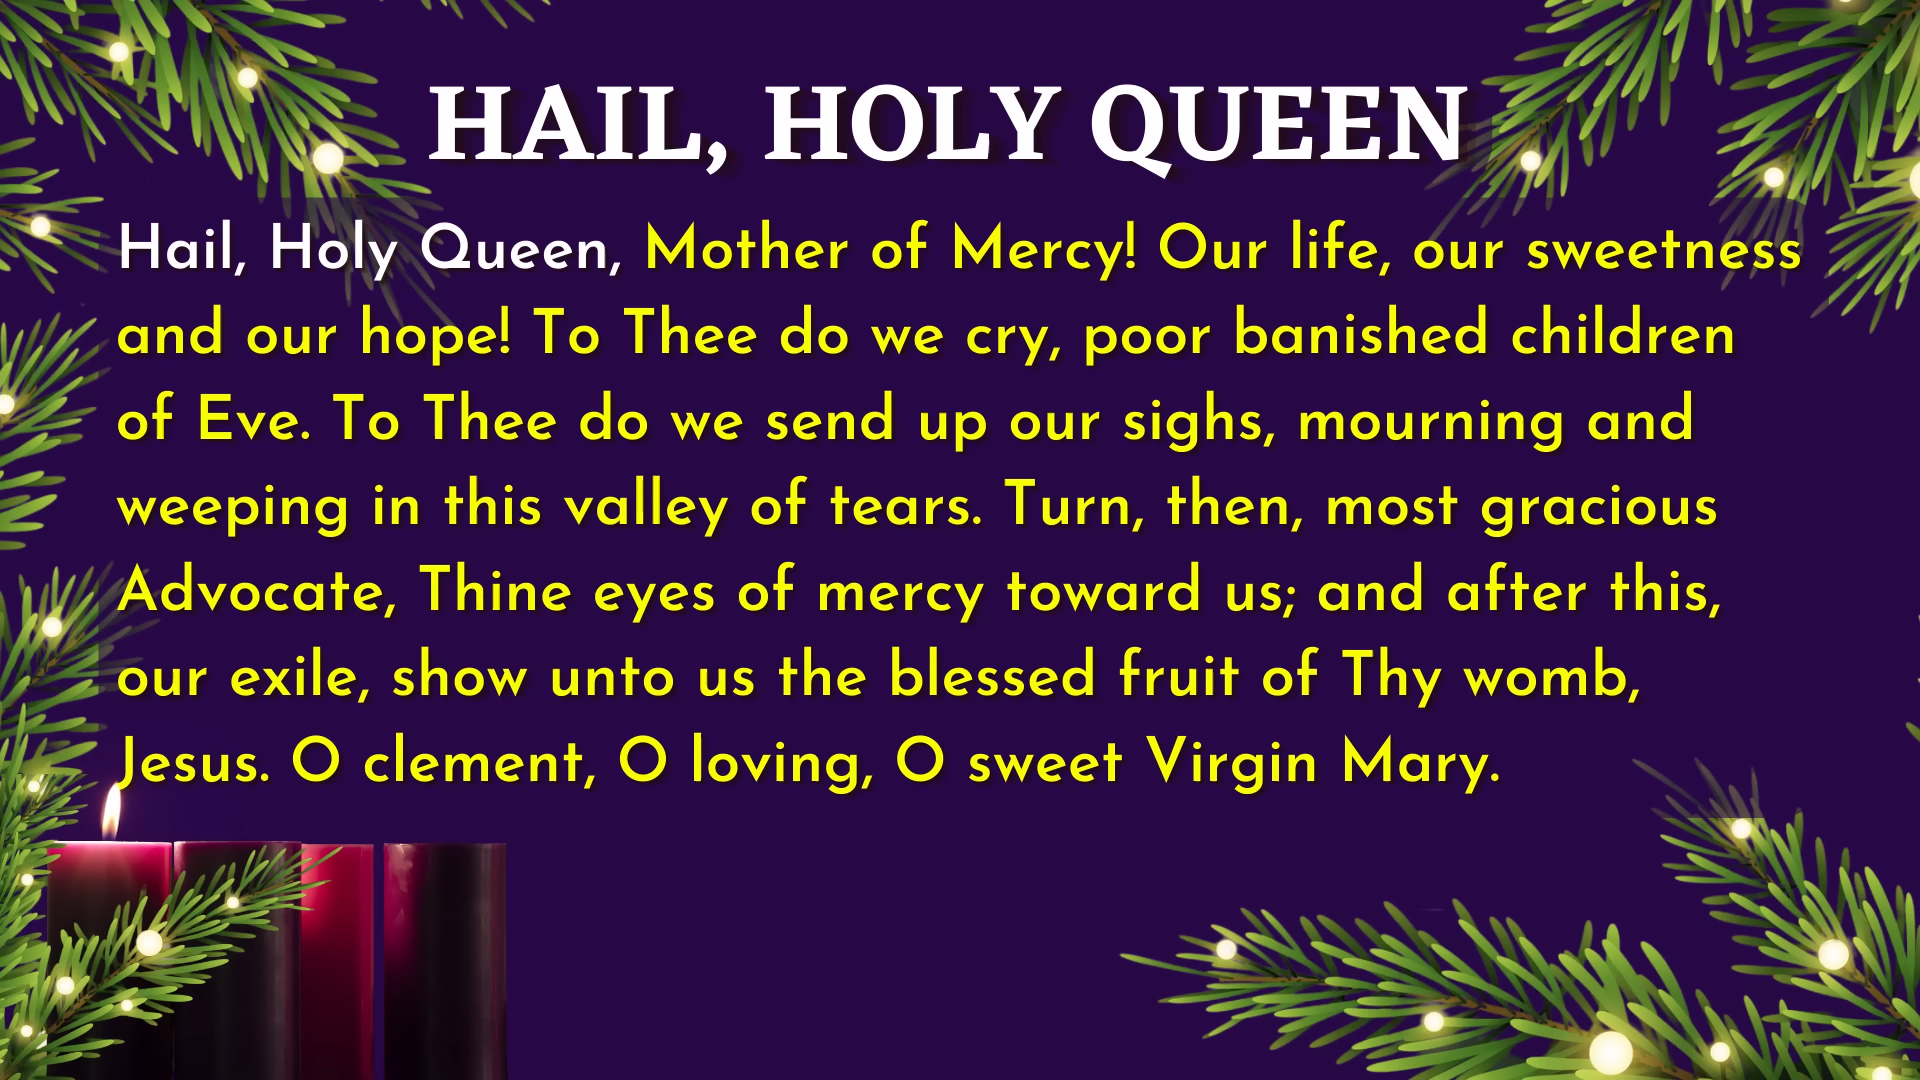 HAIL, HOLY QUEEN
Hail, Holy Queen, Mother of Mercy! Our life, our sweetness
and our hope! To Thee do we cry, poor banished children
of Eve. To Thee do we send up our sighs, mourning and
weeping in this valley of tears. Turn, then, most gracious
Advocate, Thine eyes of mercy toward us; and after this,
our exile, show unto us the blessed fruit of Thy womb,
Jesus. O clement, O loving, O sweet Virgin Mary.